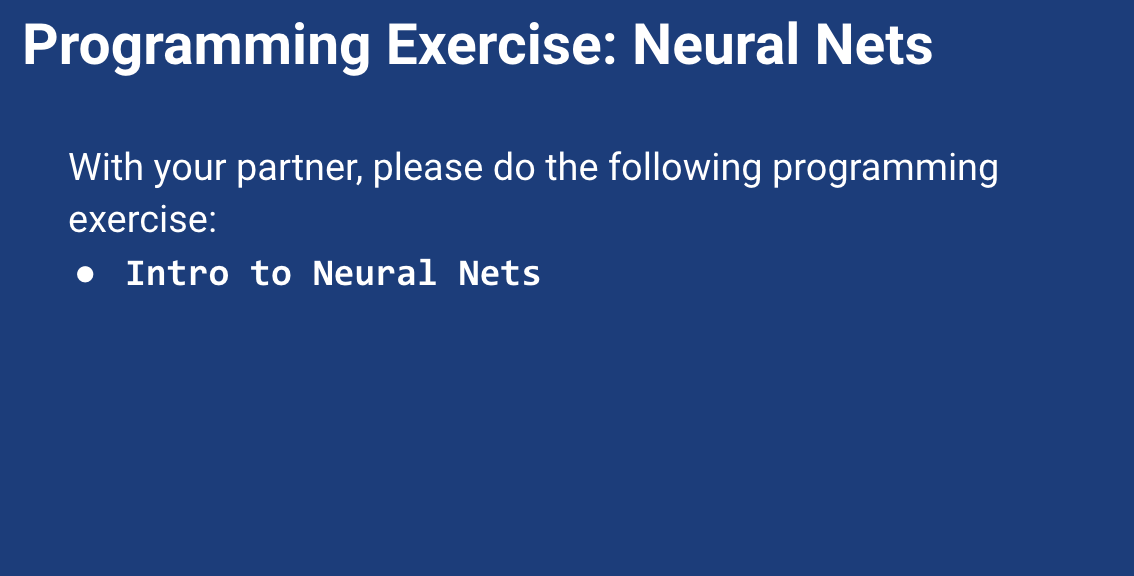 Programming Exercise: Neural Nets
With your partner, please do the following programming
exercise:
● Intro to Neural Nets